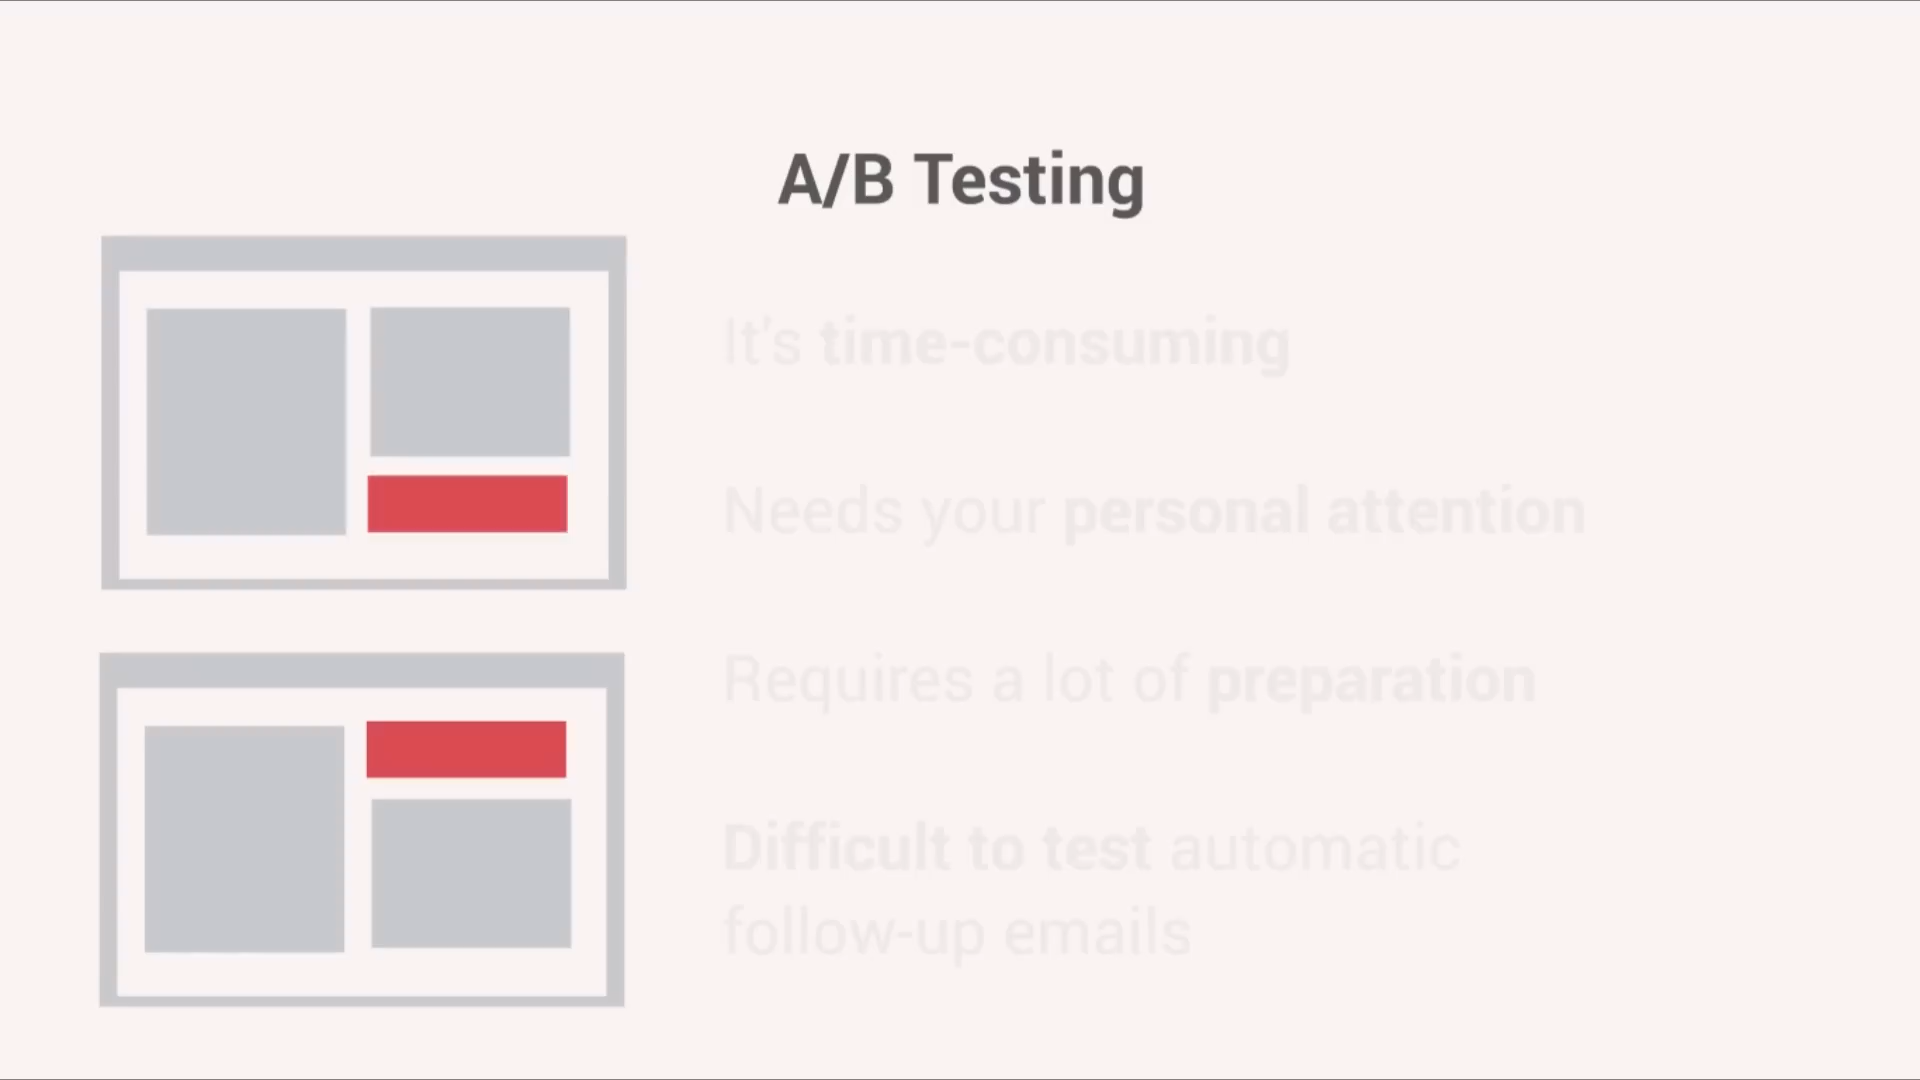 A/B Testing
It's time-consuming
Needs your personal attention
Requires a lot of preparation
Difficult to test automatic
follow-up emails